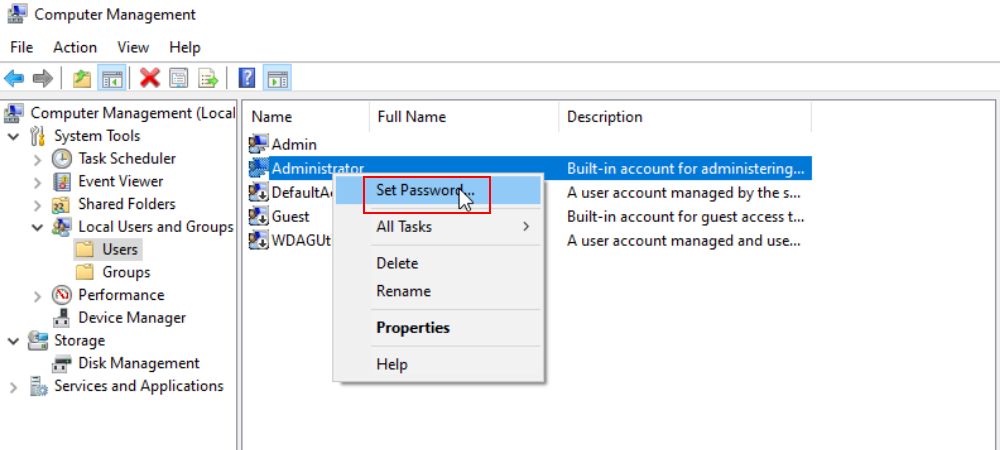 Computer Management
File Action View Help
Computer Management (Local
System Tools
Task Scheduler
Event Viewer
Shared Folders
Local Users and Groups
Users
Groups
Performance
Device Manager
Storage
Disk Management
Services and Applications
Name Full Name Description
Admin
Administrator Built-in account for administering...
DefaultAc A user account managed by the s...
Guest Built-in account for guest access t...
WDAGUt A user account managed and use...
Set Password...
All Tasks
Delete
Rename
Properties
Help